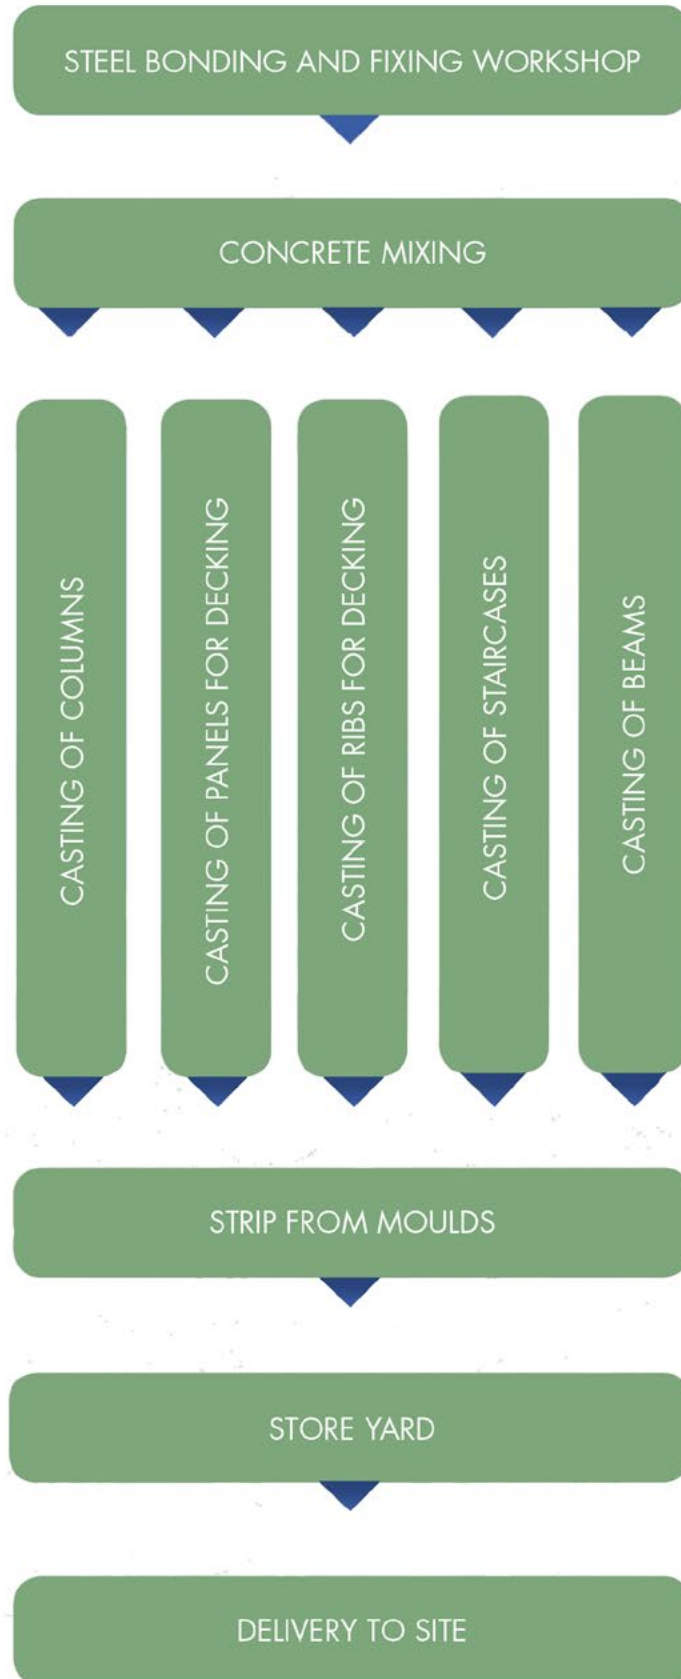 STEEL BONDING AND FIXING WORKSHOP
CONCRETE MIXING
CASTING OF COLUMNS
CASTING OF PANELS FOR DECKING
CASTING OF RIBS FOR DECKING
CASTING OF STAIRCASES
CASTING OF BEAMS
STRIP FROM MOULDS
STORE YARD
DELIVERY TO SITE